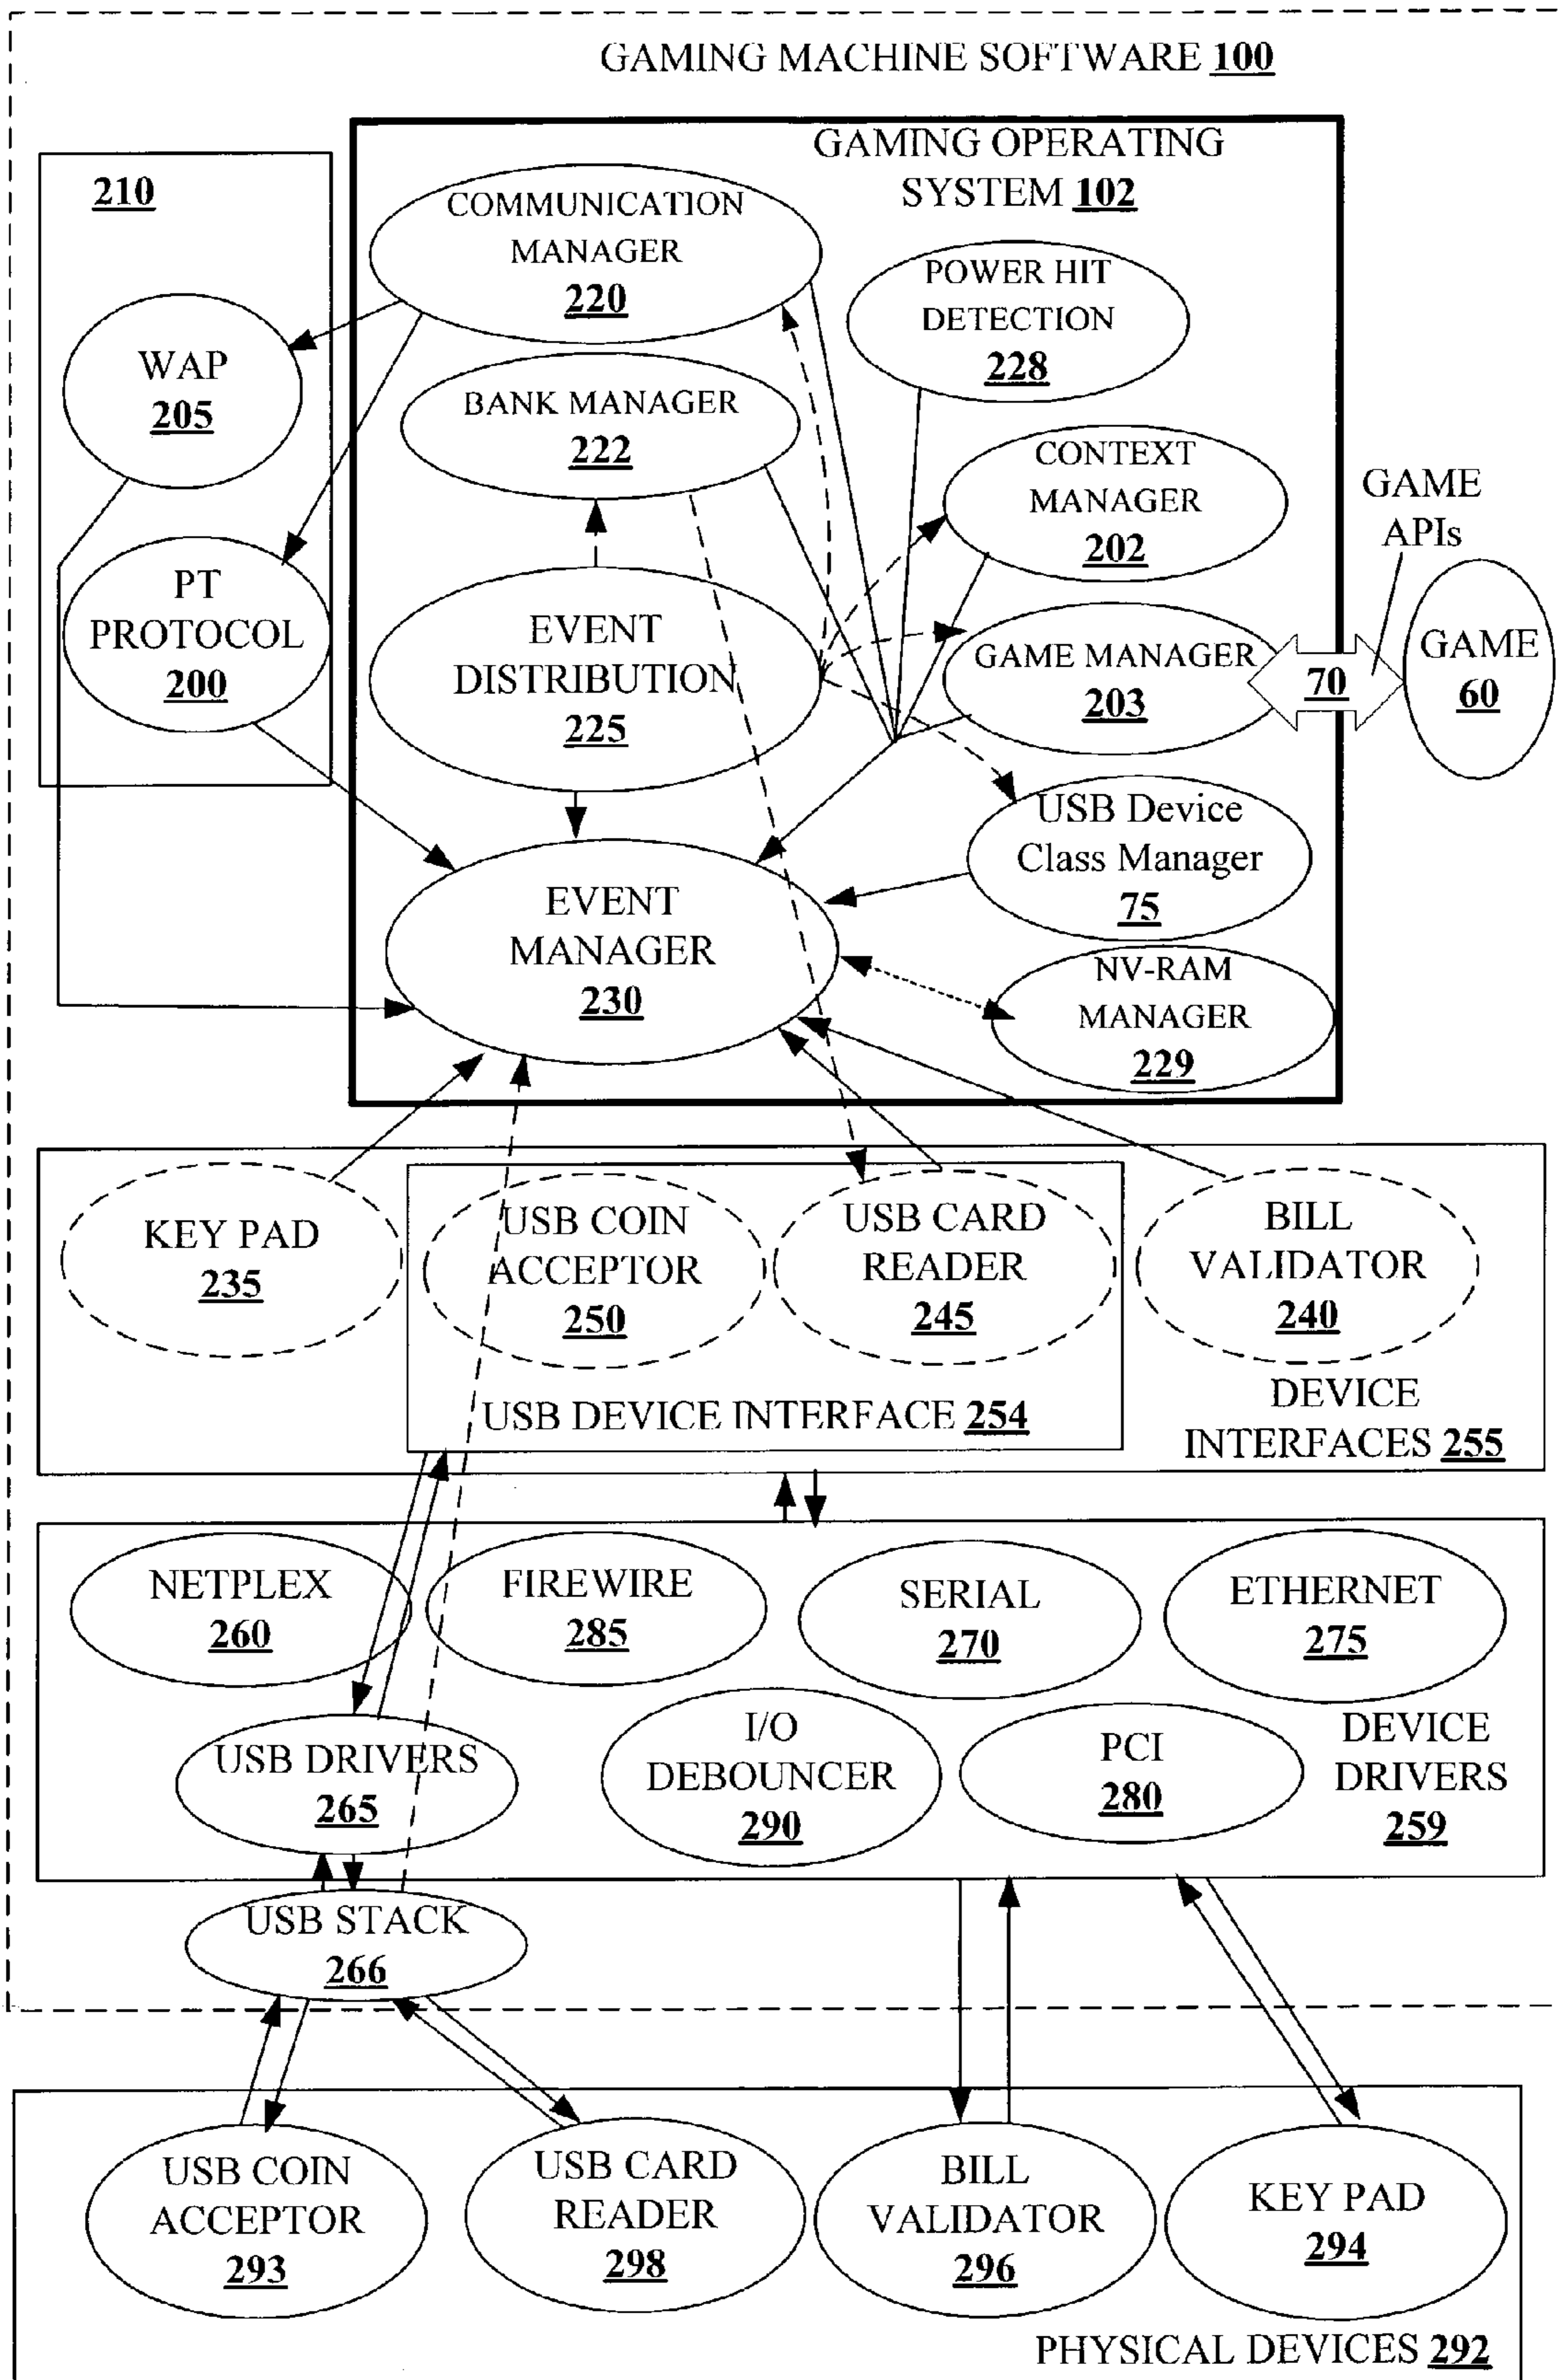 GAMING MACHINE SOFTWARE 100
GAMING OPERATING
SYSTEM 102
210
COMMUNICATION
MANAGER
220
POWER HIT
DETECTION
228
WAP
205
BANK MANAGER
222
CONTEXT
MANAGER
202
GAME
APIs
PT
PROTOCOL
200
EVENT
DISTRIBUTION
225
GAME MANAGER
203
70
GAME
60
USB Device
Class Manager
75
EVENT
MANAGER
230
NV-RAM
MANAGER
229
KEY PAD
235
USB COIN
ACCEPTOR
250
USB CARD
READER
245
BILL
VALIDATOR
240
USB DEVICE INTERFACE 254
DEVICE
INTERFACES 255
NETPLEX
260
FIREWIRE
285
SERIAL
270
ETHERNET
275
USB DRIVERS
265
I/O
DEBOUNCER
290
PCI
280
DEVICE
DRIVERS
259
USB STACK
266
USB COIN
ACCEPTOR
293
USB CARD
READER
298
BILL
VALIDATOR
296
KEY PAD
294
PHYSICAL DEVICES 292